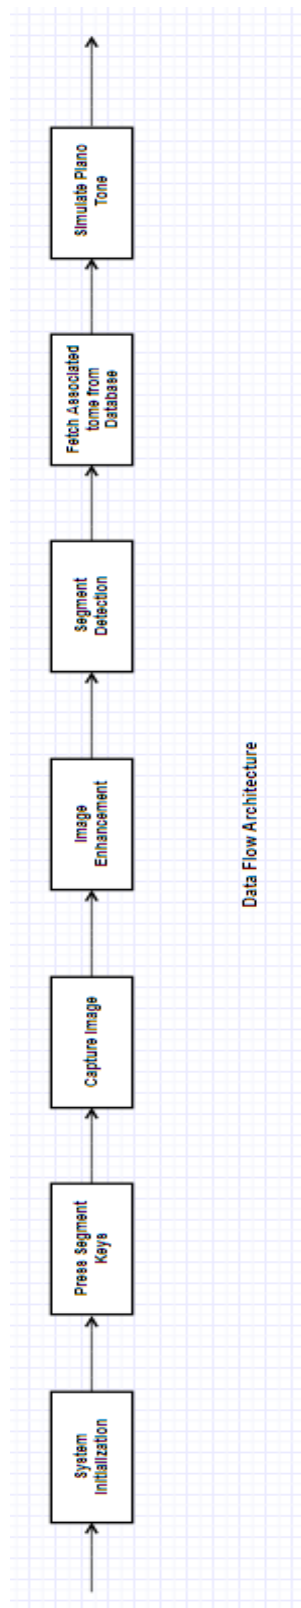 System
Initialization
Press Segment
Keys
Capture Image
Image
Enhancement
Segment
Detection
Fetch Associated
tome from
Database
Simulate Piano
Tone
Data Flow Architecture